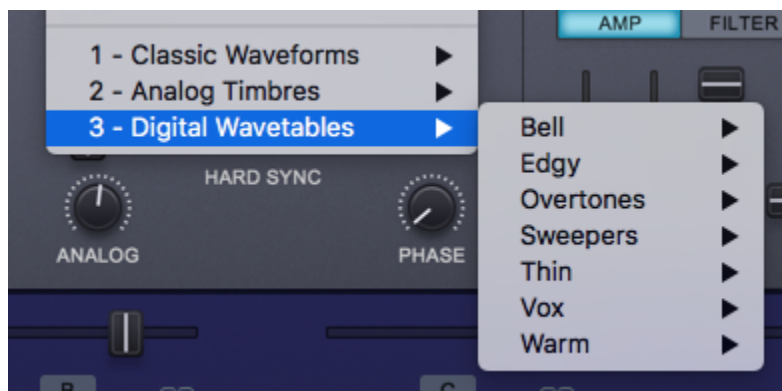 AMP FILTER
1 - Classic Waveforms
2 - Analog Timbres
3 - Digital Wavetables
Bell
Edgy
Overtones
Sweepers
Thin
Vox
Warm
HARD SYNC
ANALOG
PHASE